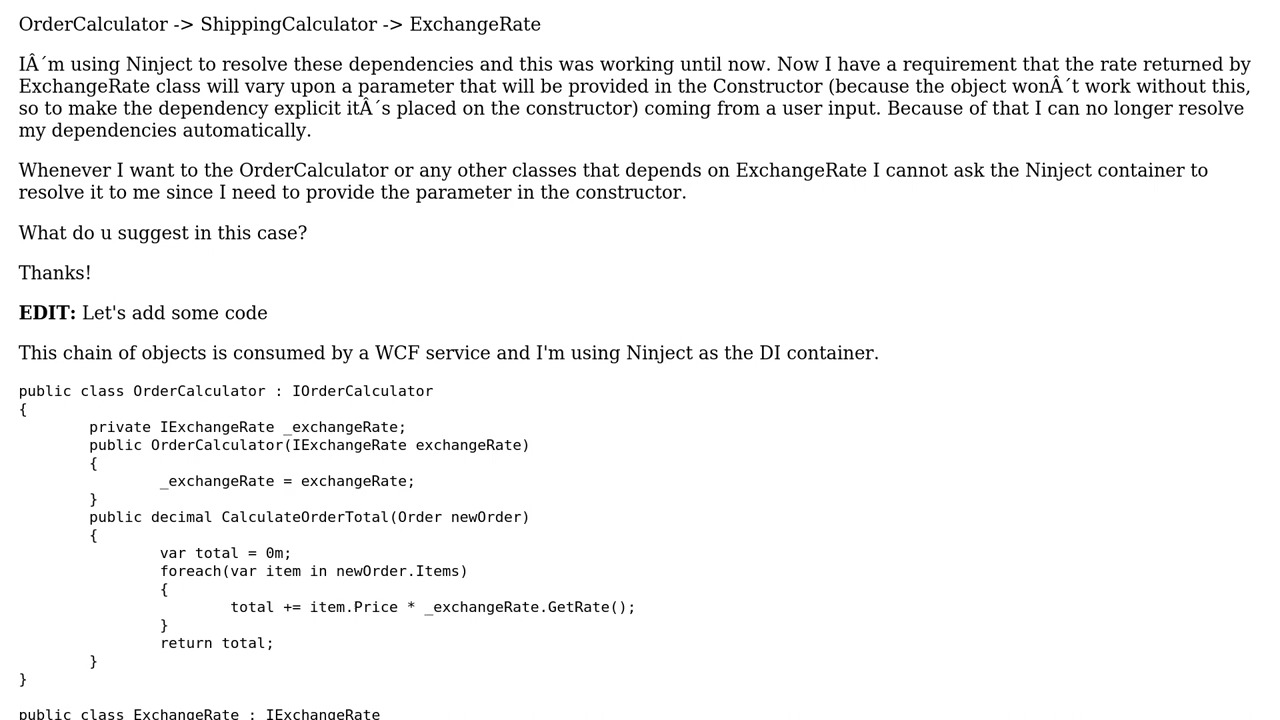 OrderCalculator -> ShippingCalculator -> ExchangeRate
IÂ´m using Ninject to resolve these dependencies and this was working until now. Now I have a requirement that the rate returned by
ExchangeRate class will vary upon a parameter that will be provided in the Constructor (because the object wonÂ´t work without this,
so to make the dependency explicit itÂ´s placed on the constructor) coming from a user input. Because of that I can no longer resolve
my dependencies automatically.
Whenever I want to the OrderCalculator or any other classes that depends on ExchangeRate I cannot ask the Ninject container to
resolve it to me since I need to provide the parameter in the constructor.
What do u suggest in this case?
Thanks!
EDIT: Let's add some code
This chain of objects is consumed by a WCF service and I'm using Ninject as the DI container.
public class OrderCalculator : IOrderCalculator
{
        private IExchangeRate _exchangeRate;
        public OrderCalculator(IExchangeRate exchangeRate)
        {
                _exchangeRate = exchangeRate;
        }
        public decimal CalculateOrderTotal(Order newOrder)
        {
                var total = 0m;
                foreach(var item in newOrder.Items)
                {
                        total += item.Price * _exchangeRate.GetRate();
                }
                return total;
        }
}
public class ExchangeRate : IExchangeRate